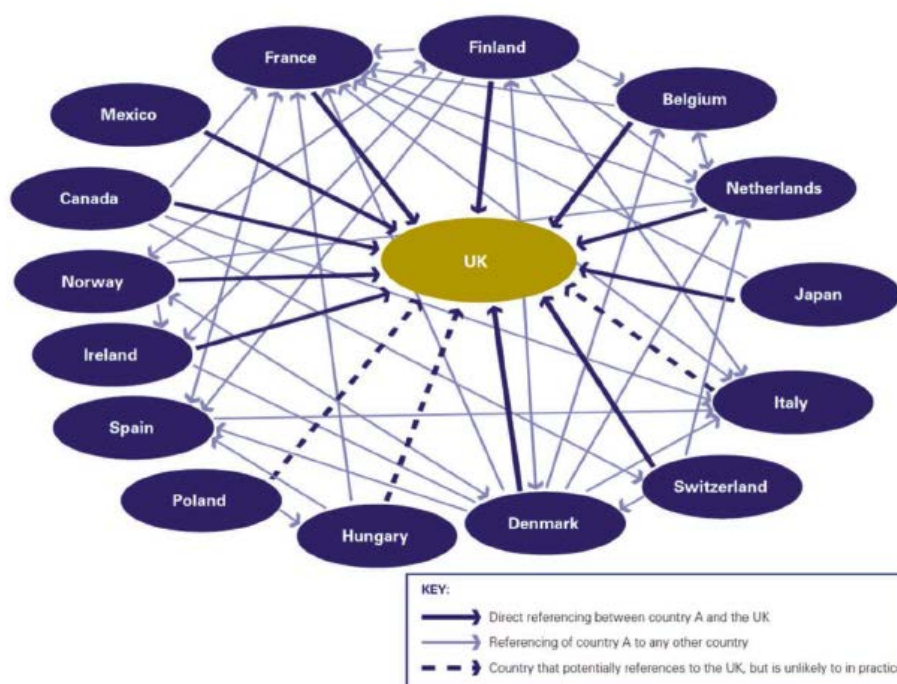 France
Finland
Belgium
Mexico
Canada
Netherlands
UK
Norway
Japan
Ireland
Italy
Spain
Switzerland
Poland
Denmark
Hungary
KEY:
Direct referencing between country A and the UK
Referencing of country A to any other country
Country that potentially references to the UK, but is unlikely to in practice